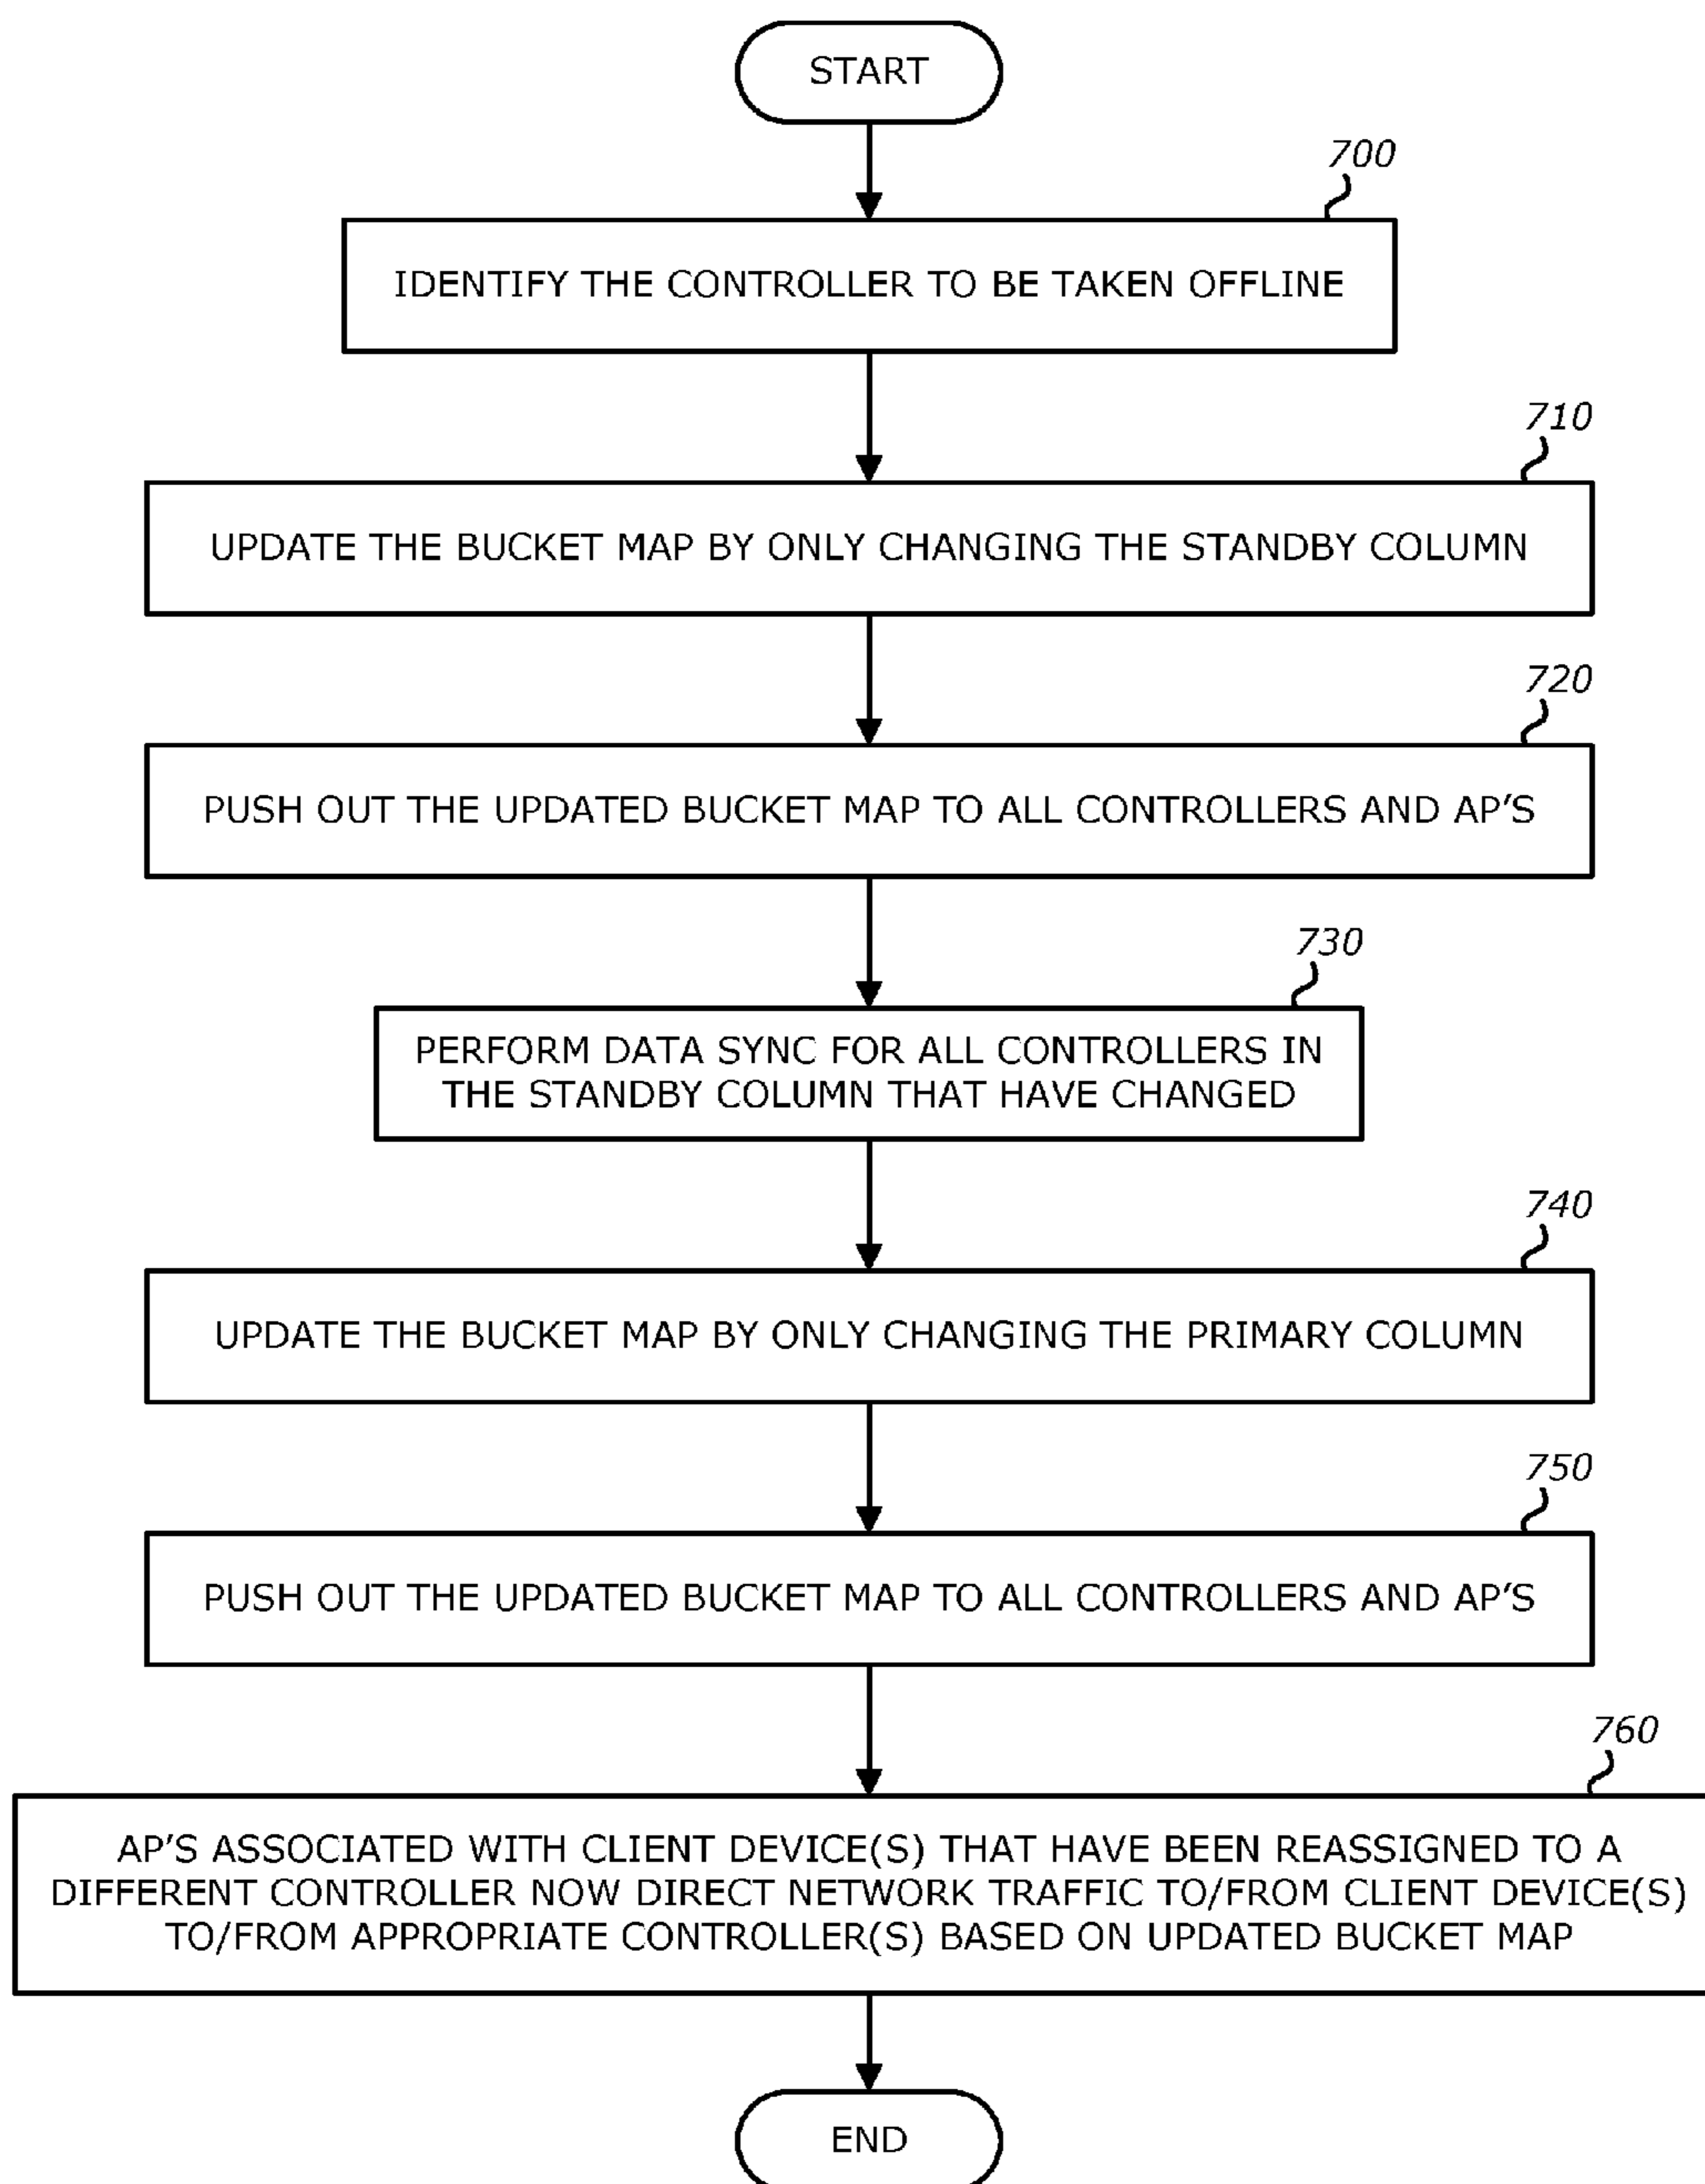 START
700
IDENTIFY THE CONTROLLER TO BE TAKEN OFFLINE
710
UPDATE THE BUCKET MAP BY ONLY CHANGING THE STANDBY COLUMN
720
PUSH OUT THE UPDATED BUCKET MAP TO ALL CONTROLLERS AND AP'S
730
PERFORM DATA SYNC FOR ALL CONTROLLERS IN
THE STANDBY COLUMN THAT HAVE CHANGED
740
UPDATE THE BUCKET MAP BY ONLY CHANGING THE PRIMARY COLUMN
750
PUSH OUT THE UPDATED BUCKET MAP TO ALL CONTROLLERS AND AP'S
760
AP'S ASSOCIATED WITH CLIENT DEVICE(S) THAT HAVE BEEN REASSIGNED TO A
DIFFERENT CONTROLLER NOW DIRECT NETWORK TRAFFIC TO/FROM CLIENT DEVICE(S)
TO/FROM APPROPRIATE CONTROLLER(S) BASED ON UPDATED BUCKET MAP
END